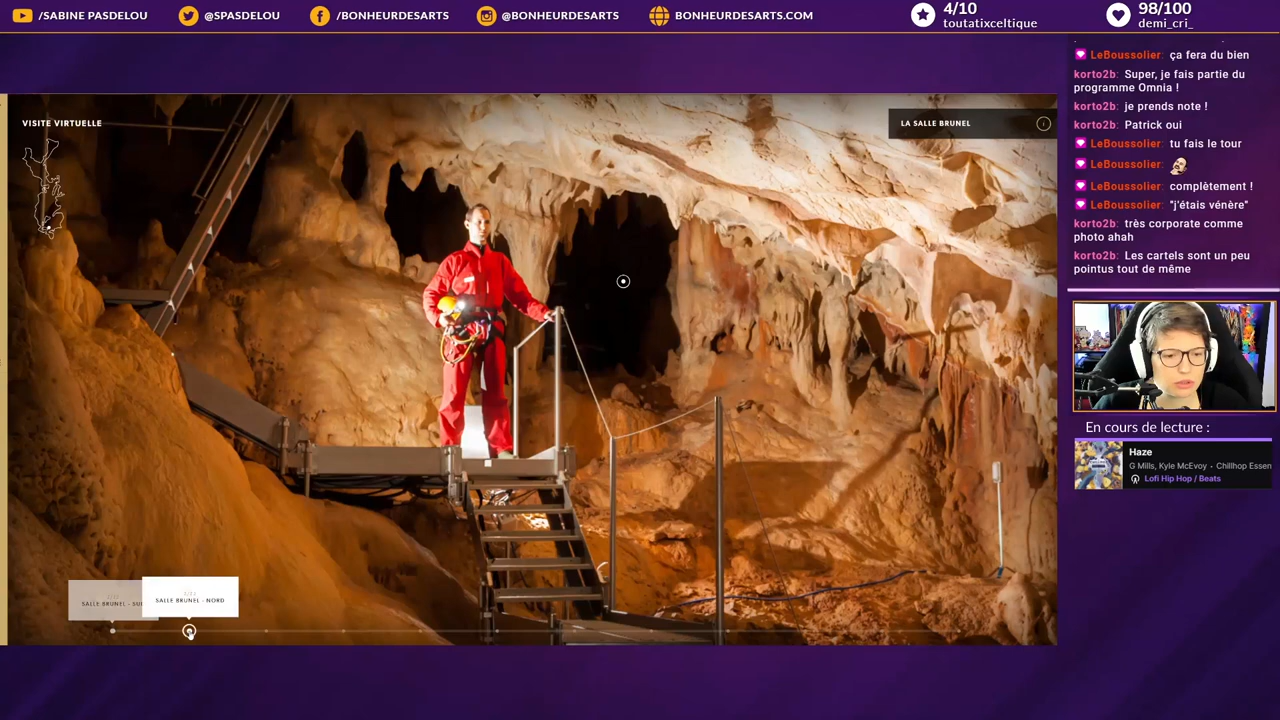 /SABINE PASDELOU
@SPASDELOU
/BONHEURDESARTS
@BONHEURDESARTS
BONHEURDESARTS.COM
4/10
toutatixceltique
98/100
demi_cri_
LeBoussolier: ça fera du bien
korto2b: Super, je fais partie du
programme Omnia !
korto2b: je prends note !
korto2b: Patrick oui
LeBoussolier: tu fais le tour
LeBoussolier:
LeBoussolier: complètement !
LeBoussolier: "j'étais vénère"
korto2b: très corporate comme
photo ahah
korto2b: Les cartels sont un peu
pointus tout de même
VISITE VIRTUELLE
LA SALLE BRUNEL
SALLE BRUNEL - SU
SALLE BRUNEL - NORD
En cours de lecture :
Haze
G Mills, Kyle McEvoy • Chillhop Essen
Lofi Hip Hop / Beats